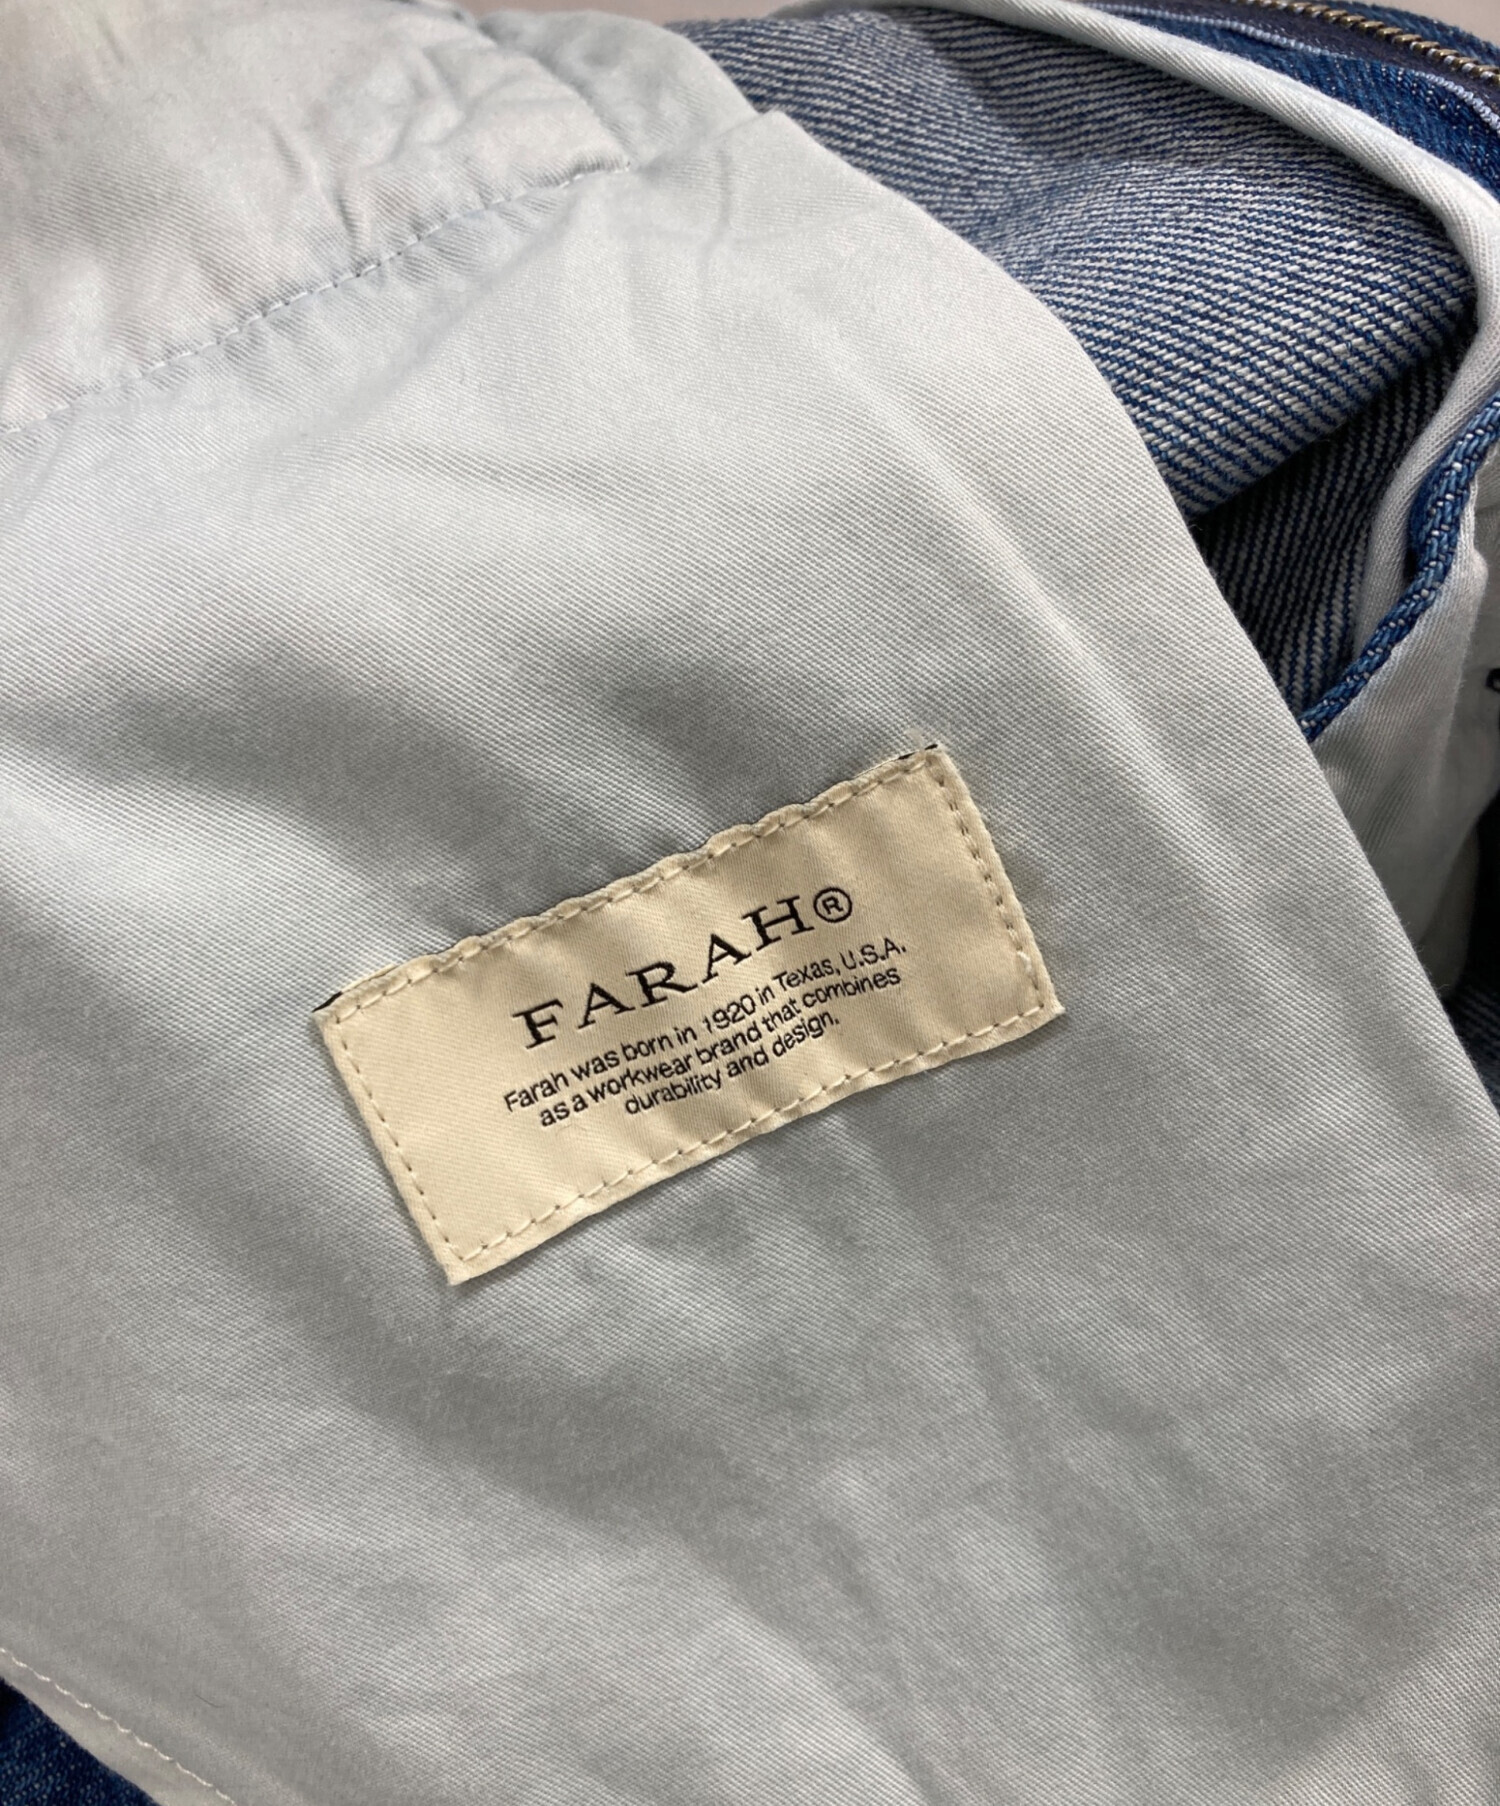 FARAH®
Farah was born in 1920 in Texas, U.S.A.
as a workwear brand that combines
durability and design.